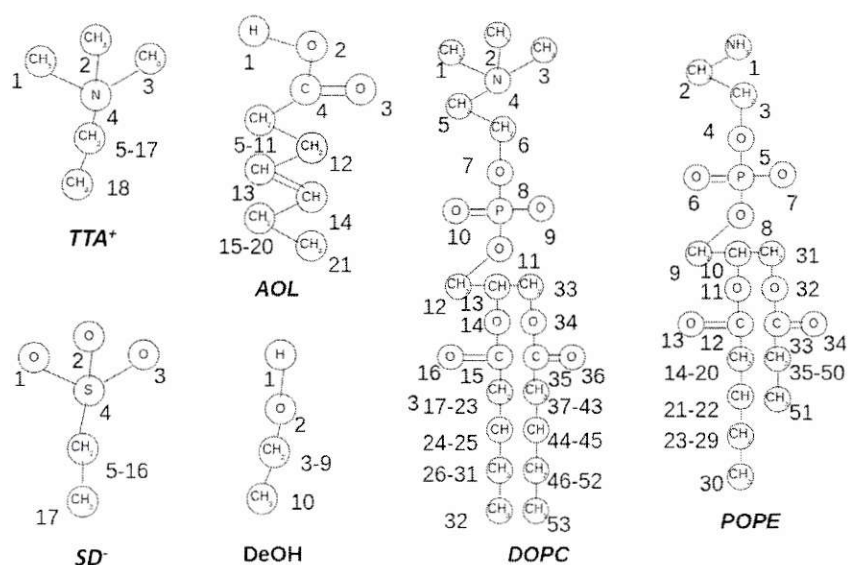 CH₃
CH₃
CH₃
1
2
3
N
4
CH₂
5-17
CH₃
18
TTA⁺
H
O
1
2
C
O
4
3
CH₂
5-11
CH₂
12
CH
13
CH
14
CH₂
15-20
CH₃
21
AOL
CH₃
CH₃
CH₃
1
2
3
N
4
CH₂
5
CH₂
6
7
O
8
O
P
O
10
9
O
11
CH₂
CH
CH₂
12
13
33
14
O
O
34
O
C
C
O
16
15
35
36
3
CH₂
17-23
CH₂
37-43
24-25
CH
CH
44-45
26-31
CH₂
CH₂
46-52
32
CH₃
CH₃
53
DOPC
NH₃
1
CH₂
2
CH₂
3
4
O
5
O
P
O
6
7
O
8
CH₂
CH
CH₂
31
9
10
11
O
O
32
O
C
C
O
13
12
33
34
CH₂
14-20
CH₂
35-50
CH
21-22
CH₃
51
CH₂
23-29
CH₃
30
POPE
O
O
O
1
2
3
S
4
CH₂
5-16
CH₃
17
SD⁻
H
1
O
2
CH₂
3-9
CH₃
10
DeOH